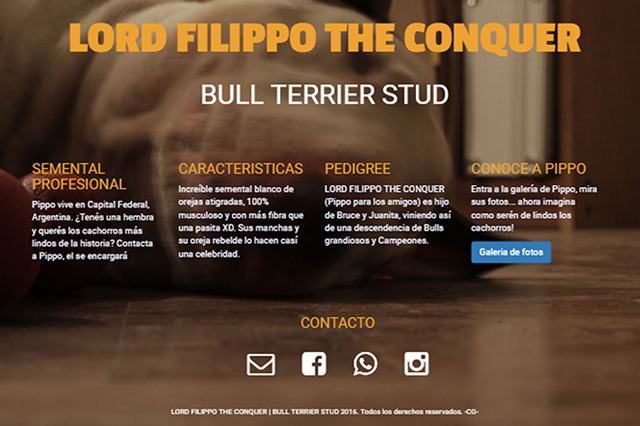 LORD FILIPPO THE CONQUER
BULL TERRIER STUD
SEMENTAL
PROFESIONAL
Pippo vive en Capital Federal,
Argentina. ¿Tenés una hembra
y querés los cachorros más
lindos de la historia? Contacta
a Pippo, el se encargará
CARACTERISTICAS
Increíble semental blanco de
orejas atigradas, 100%
musculoso y con más fibra que
una pasita XD. Sus manchas y
su oreja rebelde lo hacen casí
una celebridad.
PEDIGREE
LORD FILIPPO THE CONQUER
(Pippo para los amigos) es hijo
de Bruce y Juanita, viniendo así
de una descendencia de Bulls
grandiosos y Campeones.
CONOCE A PIPPO
Entra a la galería de Pippo, mira
sus fotos... ahora imagina
como serén de lindos los
cachorros!
Galeria de fotos
CONTACTO
LORD FILIPPO THE CONQUER | BULL TERRIER STUD 2016. Todos los derechos reservados. -CG-